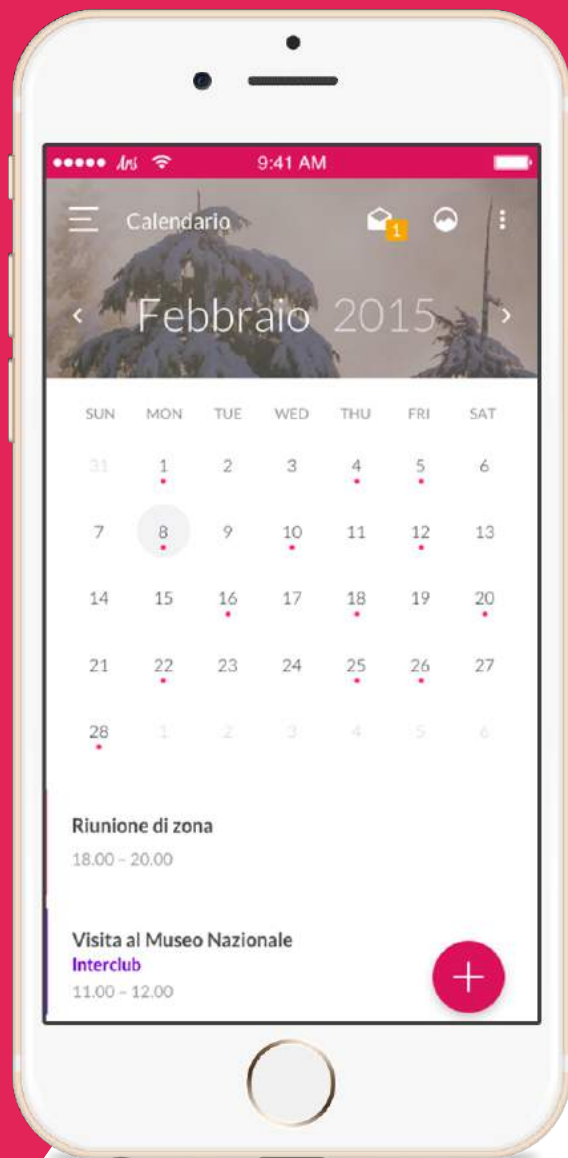 9:41 AM
Calendario
1
Febbraio 2015
SUN MON TUE WED THU FRI SAT
31 1 2 3 4 5 6
7 8 9 10 11 12 13
14 15 16 17 18 19 20
21 22 23 24 25 26 27
28 1 2 3 4 5 6
Riunione di zona
18.00 – 20.00
Visita al Museo Nazionale
Interclub
11.00 – 12.00